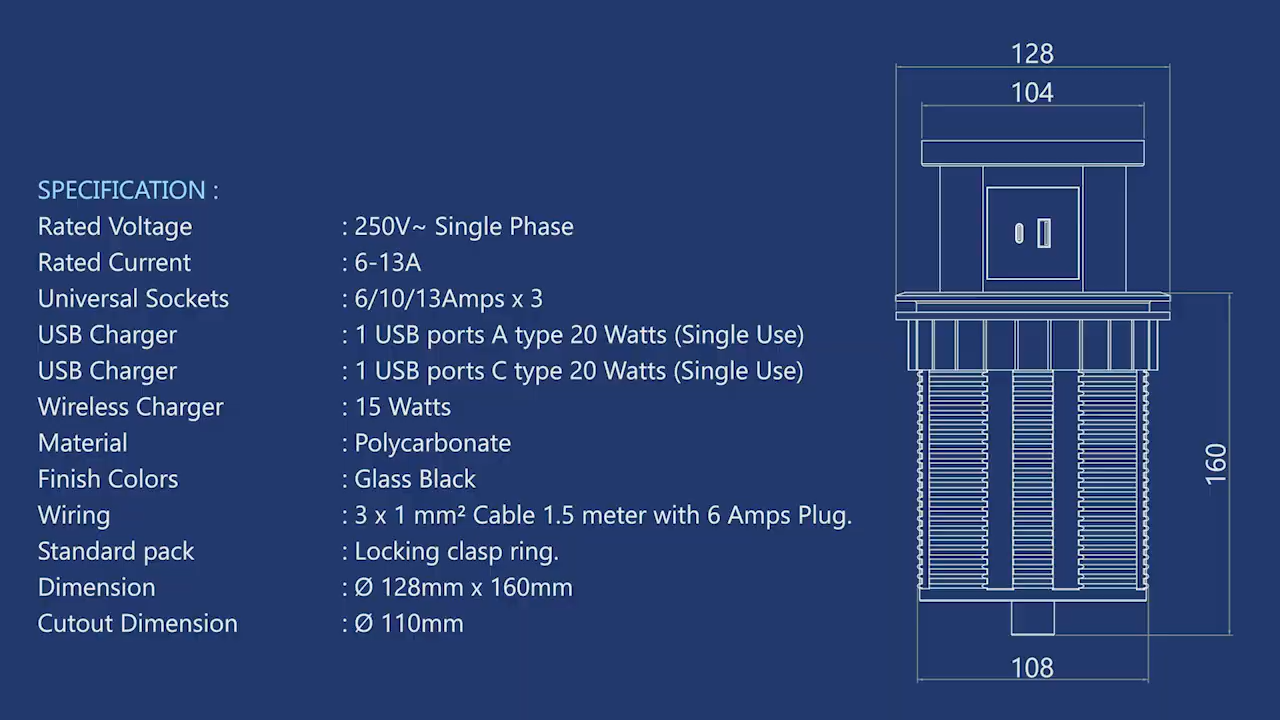 128
104
SPECIFICATION :
Rated Voltage : 250V~ Single Phase
Rated Current : 6-13A
Universal Sockets : 6/10/13Amps x 3
USB Charger : 1 USB ports A type 20 Watts (Single Use)
USB Charger : 1 USB ports C type 20 Watts (Single Use)
Wireless Charger : 15 Watts
Material : Polycarbonate
Finish Colors : Glass Black
Wiring : 3 x 1 mm² Cable 1.5 meter with 6 Amps Plug.
Standard pack : Locking clasp ring.
Dimension : Ø 128mm x 160mm
Cutout Dimension : Ø 110mm
160
108